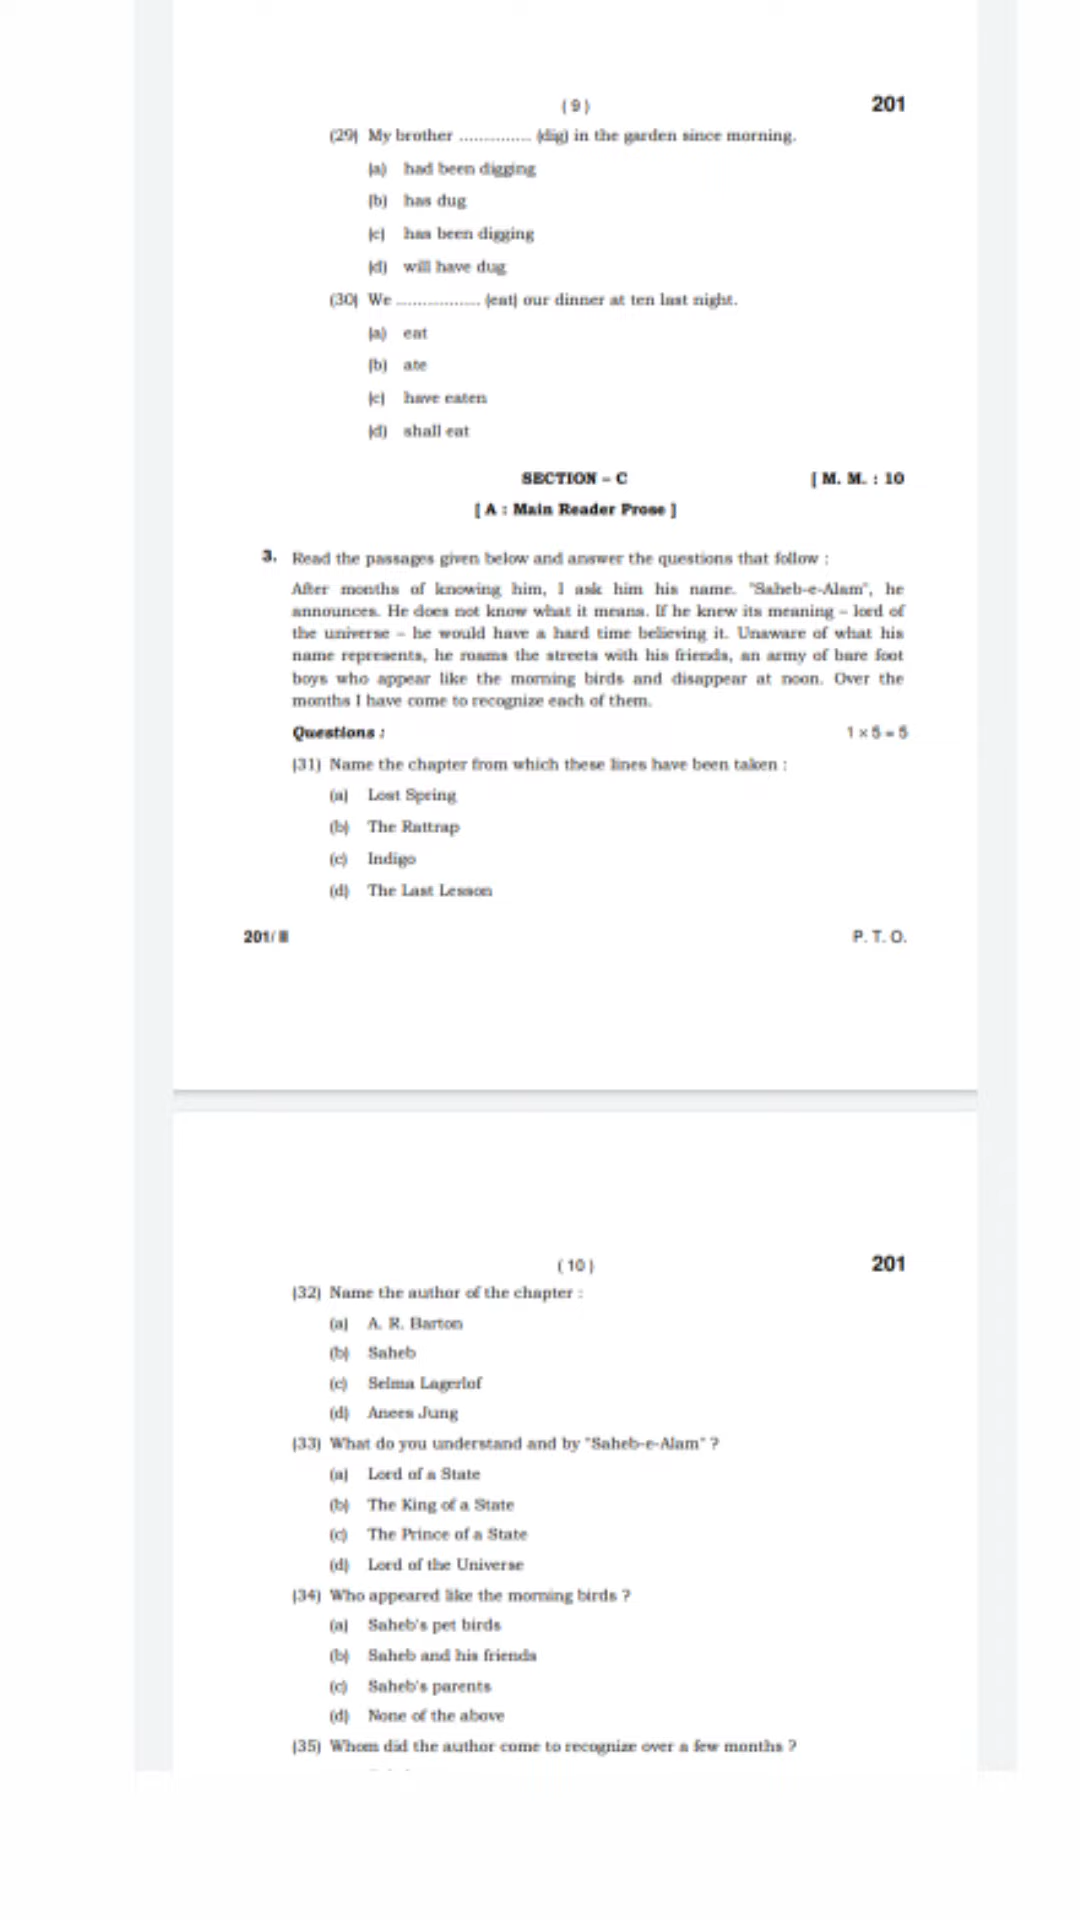 (9) 201
(29) My brother .............. (dig) in the garden since morning.
(a) had been digging
(b) has dug
(c) has been digging
(d) will have dug
(30) We ................. (eat) our dinner at ten last night.
(a) eat
(b) ate
(c) have eaten
(d) shall eat
SECTION – C [ M. M. : 10
[ A : Main Reader Prose ]
3. Read the passages given below and answer the questions that follow :
After months of knowing him, I ask him his name. "Saheb-e-Alam", he
announces. He does not know what it means. If he knew its meaning – lord of
the universe – he would have a hard time believing it. Unaware of what his
name represents, he roams the streets with his friends, an army of bare foot
boys who appear like the morning birds and disappear at noon. Over the
months I have come to recognize each of them.
Questions : 1 × 5 = 5
(31) Name the chapter from which these lines have been taken :
(a) Lost Spring
(b) The Rattrap
(c) Indigo
(d) The Last Lesson
201/ P. T. O.
(10) 201
(32) Name the author of the chapter :
(a) A. R. Barton
(b) Saheb
(c) Selma Lagerlof
(d) Anees Jung
(33) What do you understand and by "Saheb-e-Alam" ?
(a) Lord of a State
(b) The King of a State
(c) The Prince of a State
(d) Lord of the Universe
(34) Who appeared like the morning birds ?
(a) Saheb's pet birds
(b) Saheb and his friends
(c) Saheb's parents
(d) None of the above
(35) Whom did the author come to recognize over a few months ?